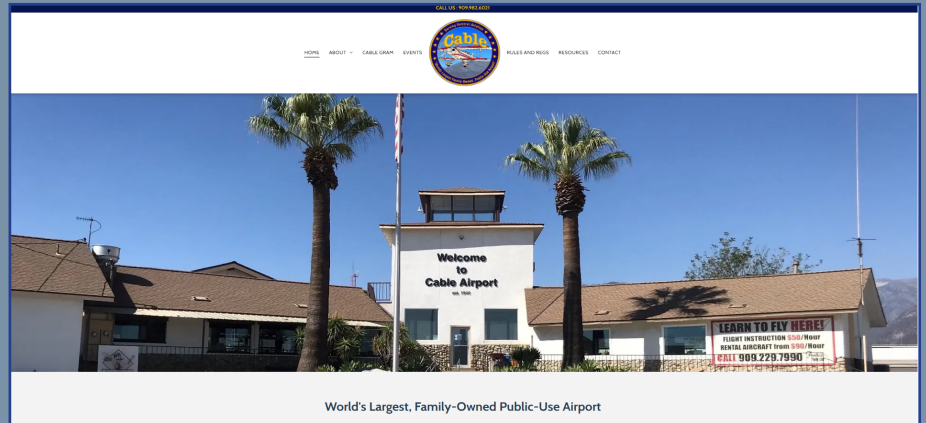 CALL US : 909.982.6021
HOME ABOUT CABLE GRAM EVENTS RULES AND REGS RESOURCES CONTACT
Cable
Welcome
to
Cable Airport
est. 1945
LEARN TO FLY HERE!
FLIGHT INSTRUCTION $50/Hour
RENTAL AIRCRAFT from $90/Hour
CALL 909.229.7990
World's Largest, Family-Owned Public-Use Airport